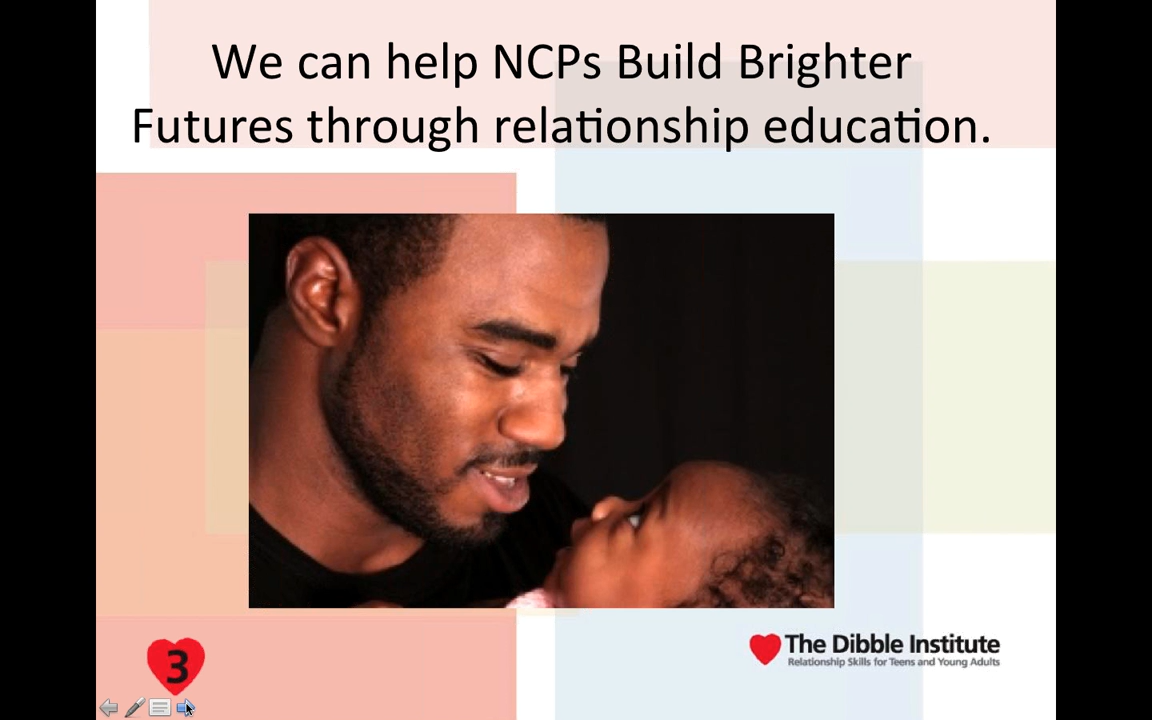 We can help NCPs Build Brighter
Futures through relationship education.
3
The Dibble Institute
Relationship Skills for Teens and Young Adults